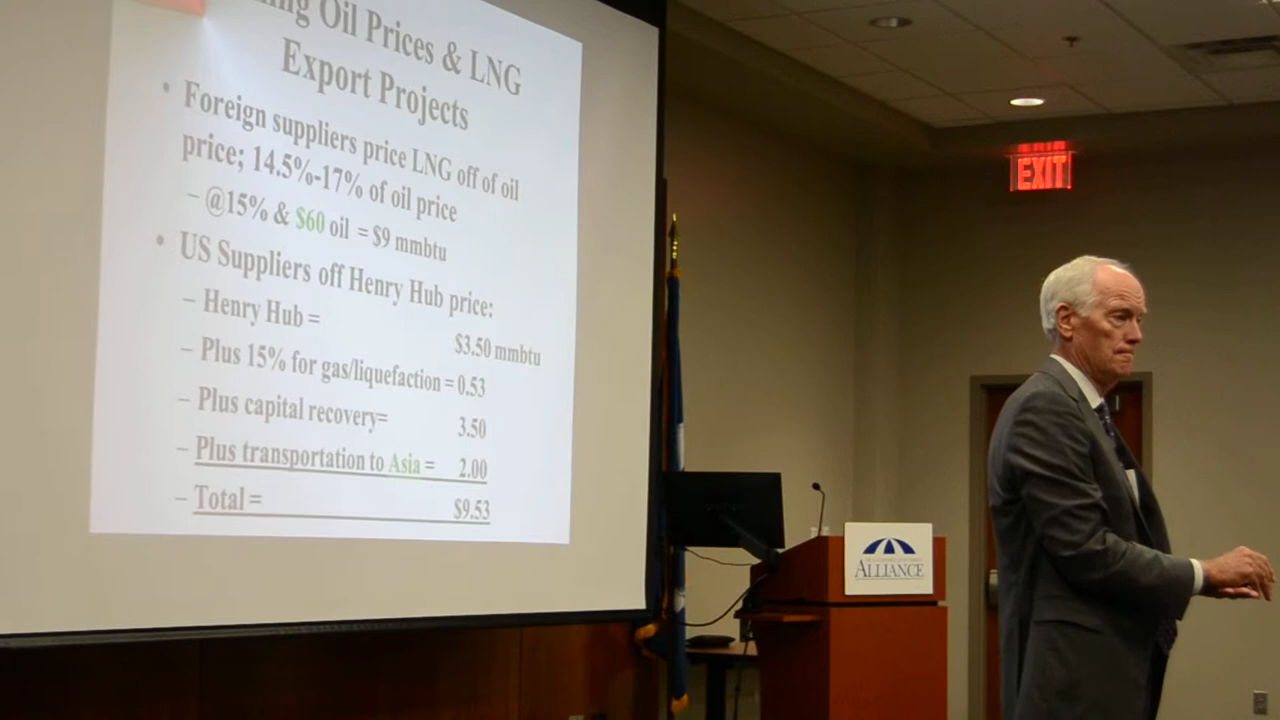 Oil Prices & LNG
Export Projects
• Foreign suppliers price LNG off of oil
price; 14.5%-17% of oil price
– @15% & $60 oil = $9 mmbtu
• US Suppliers off Henry Hub price:
– Henry Hub = $3.50 mmbtu
– Plus 15% for gas/liquefaction = 0.53
– Plus capital recovery= 3.50
– Plus transportation to Asia = 2.00
– Total = $9.53
EXIT
ALLIANCE